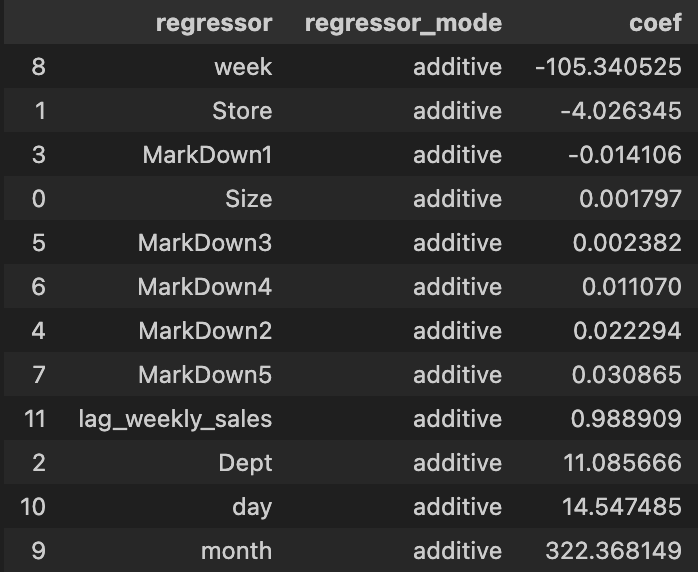 regressor regressor_mode coef
8 week additive -105.340525
1 Store additive -4.026345
3 MarkDown1 additive -0.014106
0 Size additive 0.001797
5 MarkDown3 additive 0.002382
6 MarkDown4 additive 0.011070
4 MarkDown2 additive 0.022294
7 MarkDown5 additive 0.030865
11 lag_weekly_sales additive 0.988909
2 Dept additive 11.085666
10 day additive 14.547485
9 month additive 322.368149